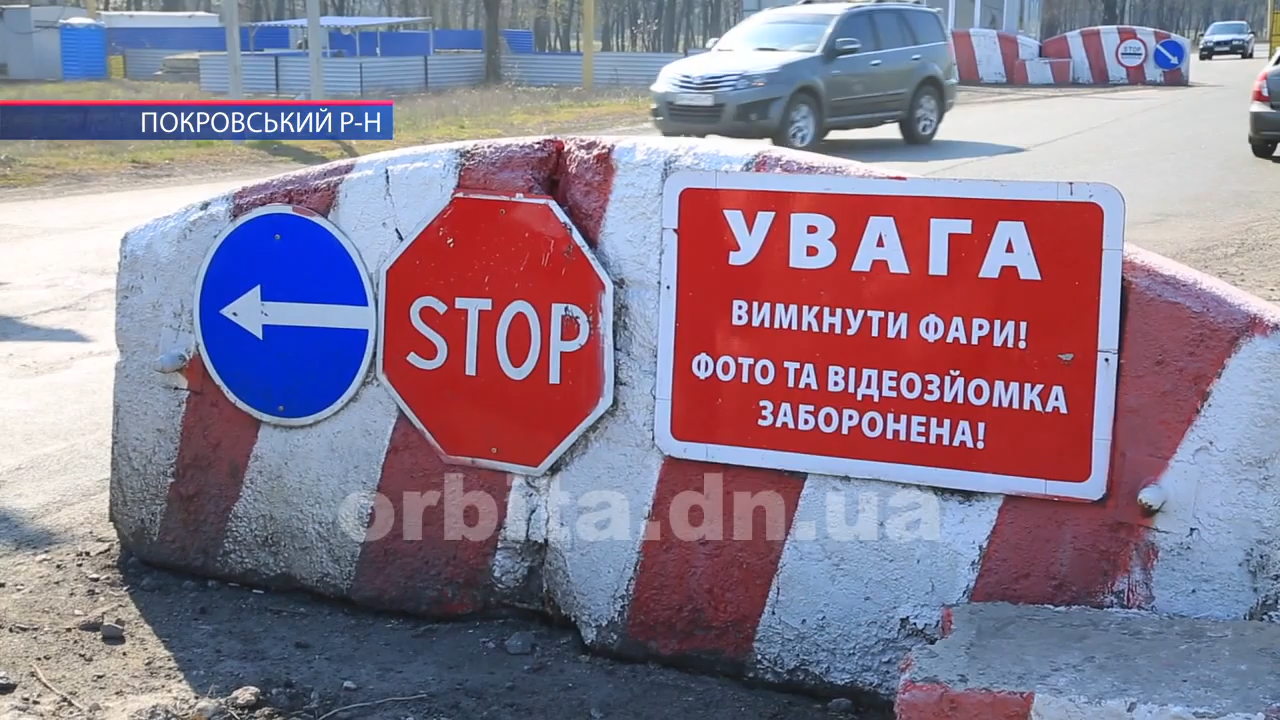 ПОКРОВСЬКИЙ Р-Н
STOP
STOP
УВАГА
ВИМКНУТИ ФАРИ!
ФОТО ТА ВІДЕОЗЙОМКА
ЗАБОРОНЕНА!
orbita.dn.ua